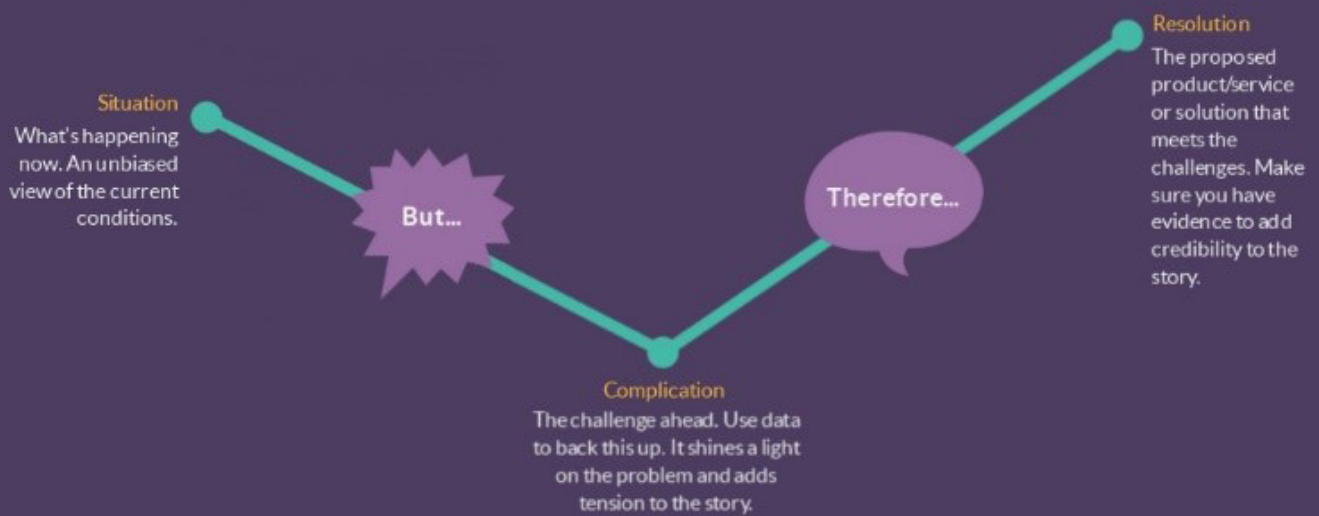 Situation
What's happening
now. An unbiased
view of the current
conditions.
But...
Complication
The challenge ahead. Use data
to back this up. It shines a light
on the problem and adds
tension to the story.
Therefore...
Resolution
The proposed
product/service
or solution that
meets the
challenges. Make
sure you have
evidence to add
credibility to the
story.